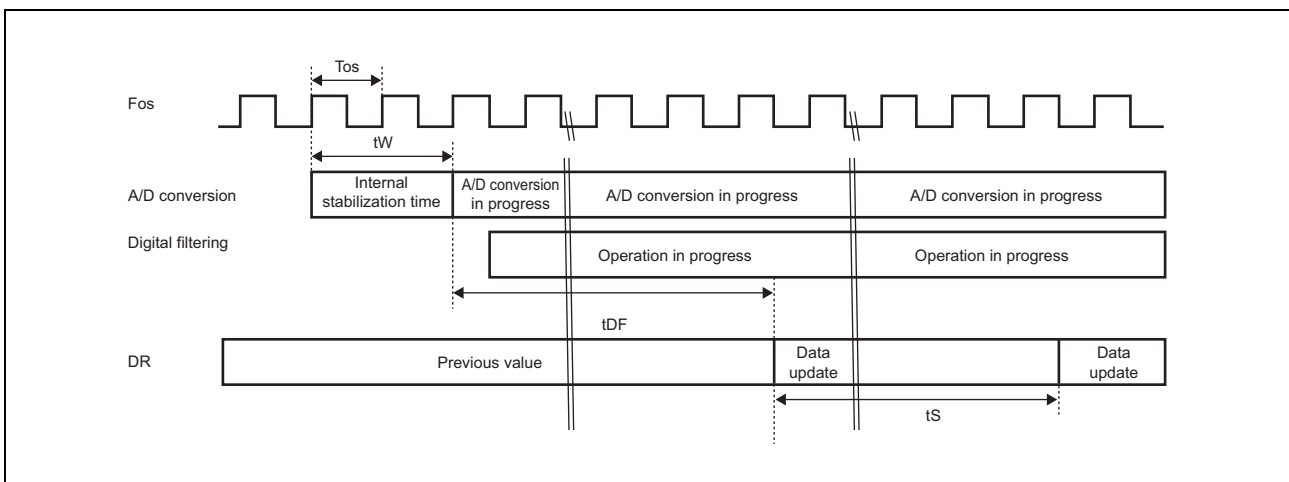 Tos
Fos
tW
A/D conversion
Internal
stabilization time
A/D conversion
in progress
A/D conversion in progress
A/D conversion in progress
Digital filtering
Operation in progress
Operation in progress
tDF
DR
Previous value
Data
update
Data
update
tS